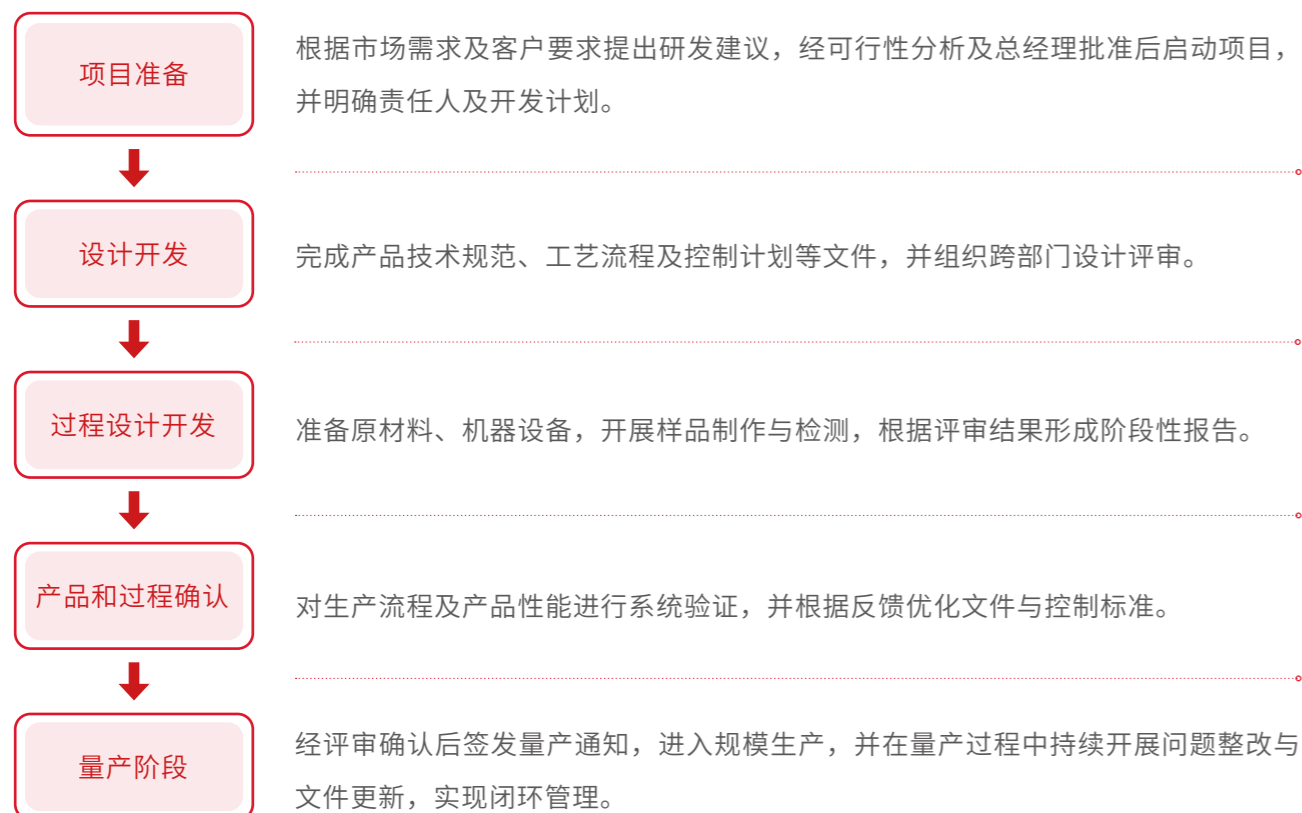 项目准备
根据市场需求及客户要求提出研发建议，经可行性分析及总经理批准后启动项目，
并明确责任人及开发计划。
设计开发
完成产品技术规范、工艺流程及控制计划等文件，并组织跨部门设计评审。
过程设计开发
准备原材料、机器设备，开展样品制作与检测，根据评审结果形成阶段性报告。
产品和过程确认
对生产流程及产品性能进行系统验证，并根据反馈优化文件与控制标准。
量产阶段
经评审确认后签发量产通知，进入规模生产，并在量产过程中持续开展问题整改与
文件更新，实现闭环管理。